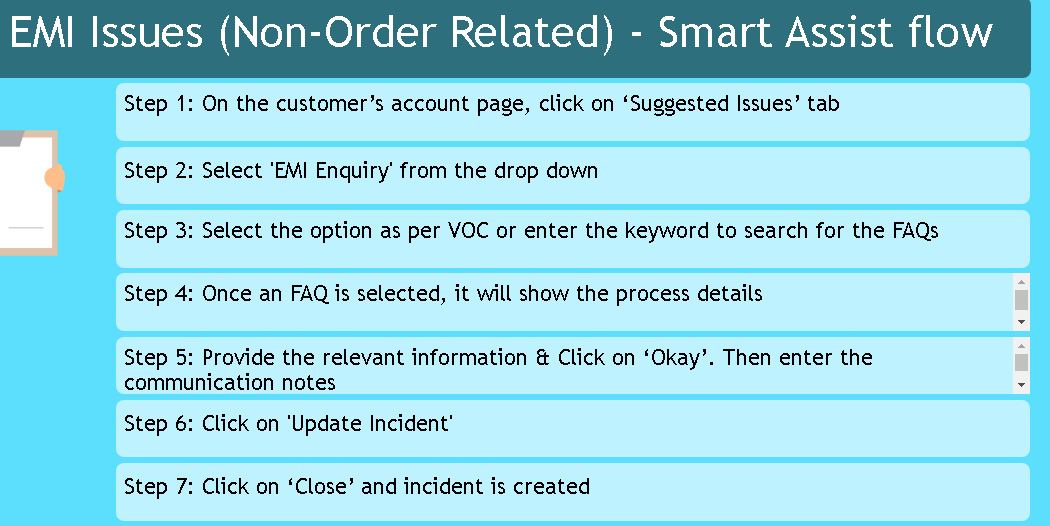 EMI Issues (Non-Order Related) - Smart Assist flow
Step 1: On the customer’s account page, click on ‘Suggested Issues’ tab
Step 2: Select 'EMI Enquiry' from the drop down
Step 3: Select the option as per VOC or enter the keyword to search for the FAQs
Step 4: Once an FAQ is selected, it will show the process details
Step 5: Provide the relevant information & Click on ‘Okay’. Then enter the
communication notes
Step 6: Click on 'Update Incident'
Step 7: Click on ‘Close’ and incident is created